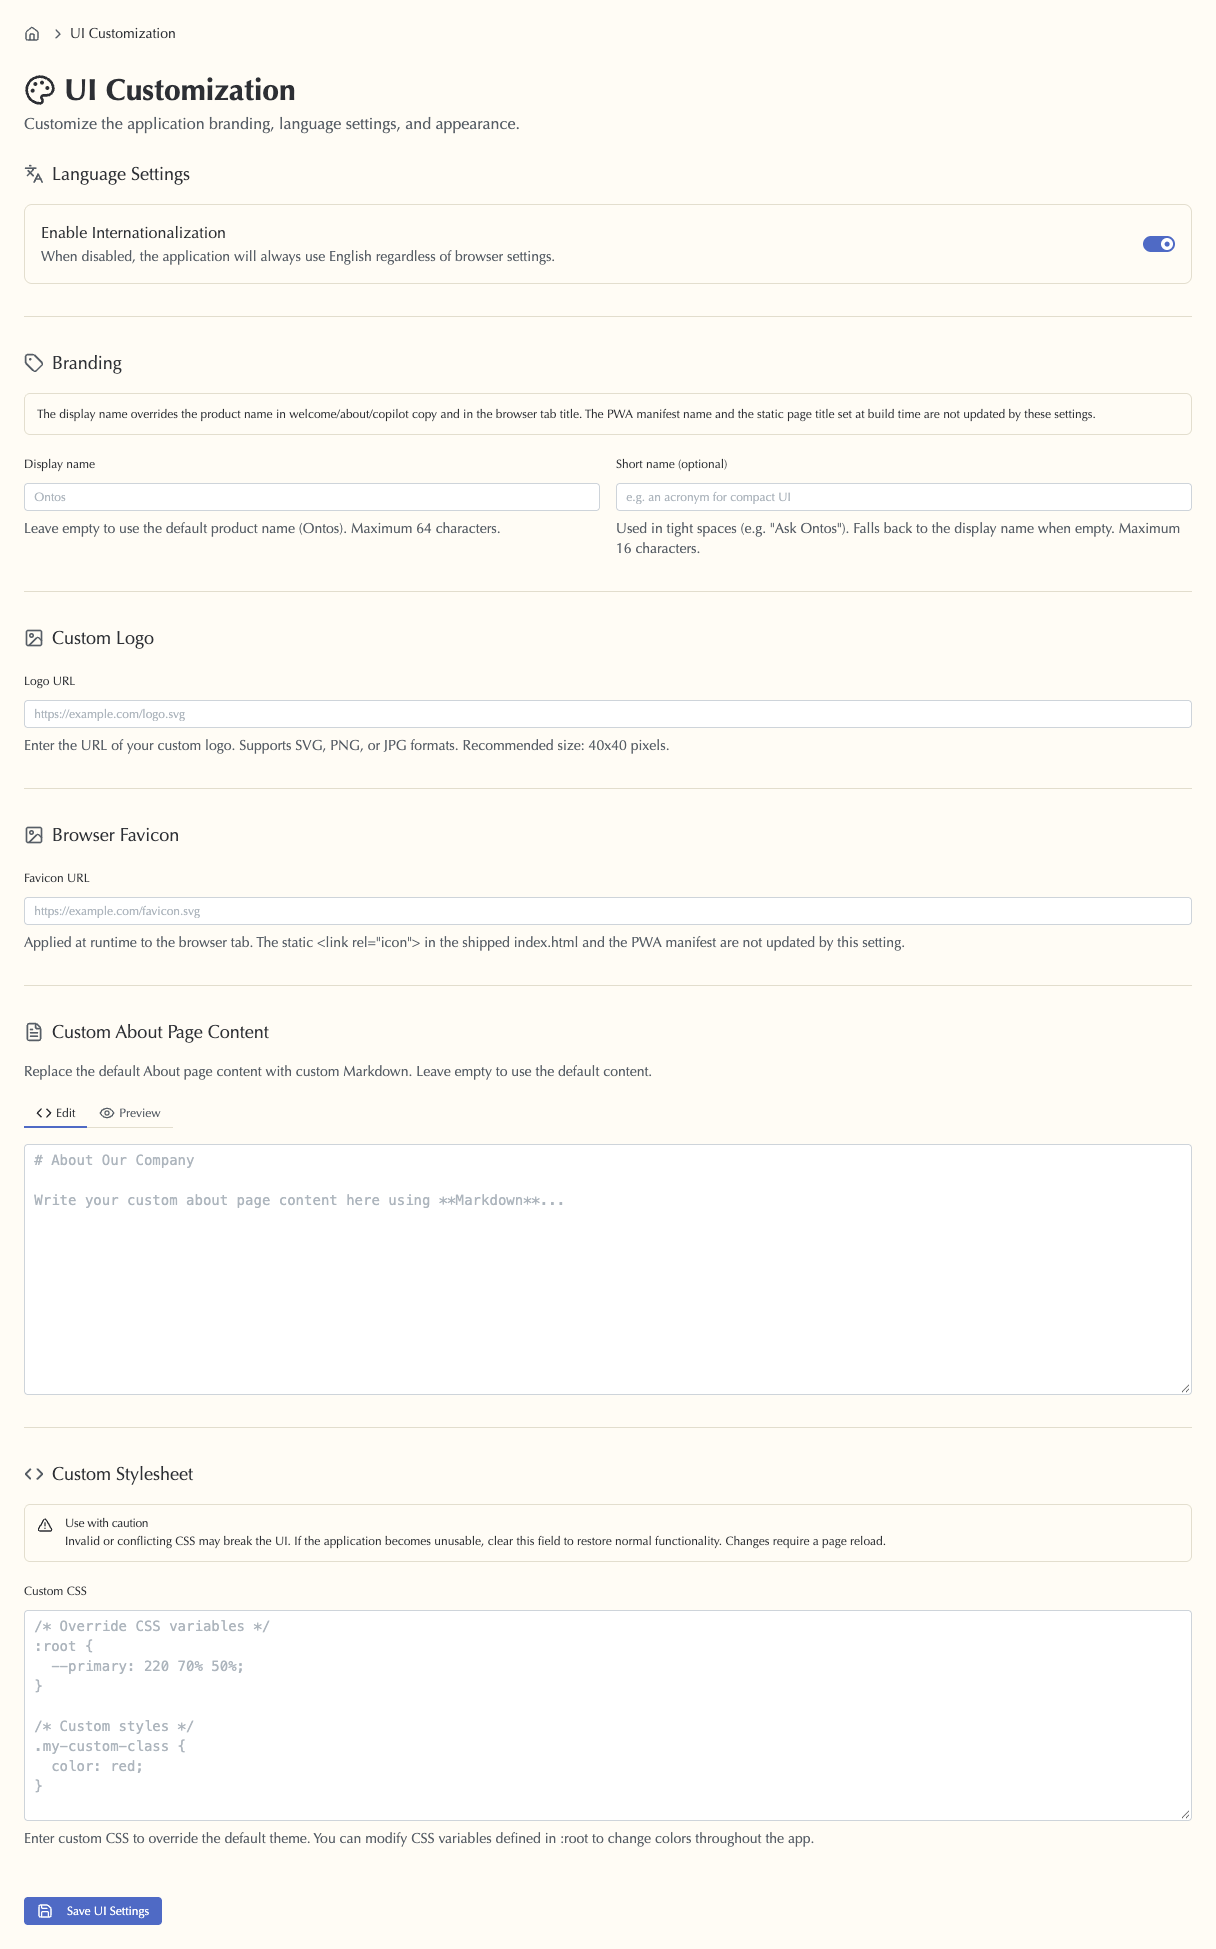 UI Customization
UI Customization
Customize the application branding, language settings, and appearance.
Language Settings
Enable Internationalization
When disabled, the application will always use English regardless of browser settings.
Branding
The display name overrides the product name in welcome/about/copilot copy and in the browser tab title. The PWA manifest name and the static page title set at build time are not updated by these settings.
Display name
Ontos
Leave empty to use the default product name (Ontos). Maximum 64 characters.
Short name (optional)
e.g. an acronym for compact UI
Used in tight spaces (e.g. "Ask Ontos"). Falls back to the display name when empty. Maximum
16 characters.
Custom Logo
Logo URL
https://example.com/logo.svg
Enter the URL of your custom logo. Supports SVG, PNG, or JPG formats. Recommended size: 40x40 pixels.
Browser Favicon
Favicon URL
https://example.com/favicon.svg
Applied at runtime to the browser tab. The static <link rel="icon"> in the shipped index.html and the PWA manifest are not updated by this setting.
Custom About Page Content
Replace the default About page content with custom Markdown. Leave empty to use the default content.
Edit Preview
# About Our Company
Write your custom about page content here using **Markdown**...
Custom Stylesheet
Use with caution
Invalid or conflicting CSS may break the UI. If the application becomes unusable, clear this field to restore normal functionality. Changes require a page reload.
Custom CSS
/* Override CSS variables */
:root {
  --primary: 220 70% 50%;
}
/* Custom styles */
.my-custom-class {
  color: red;
}
Enter custom CSS to override the default theme. You can modify CSS variables defined in :root to change colors throughout the app.
Save UI Settings